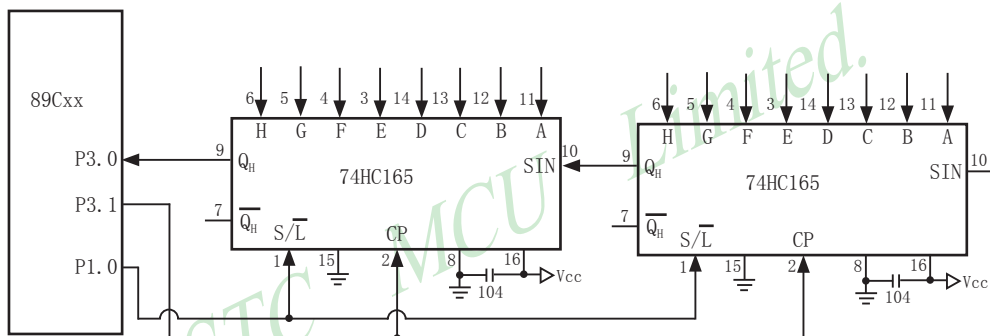 89Cxx
P3.0
P3.1
P1.0
6 5 4 3 14 13 12 11
H G F E D C B A
9 QH 74HC165 SIN 10
7 QH
S/L CP
1 15 2 8 16
104 Vcc
6 5 4 3 14 13 12 11
H G F E D C B A
9 QH 74HC165 SIN 10
7 QH
S/L CP
1 15 2 8 16
104 Vcc
STC MCU Limited.